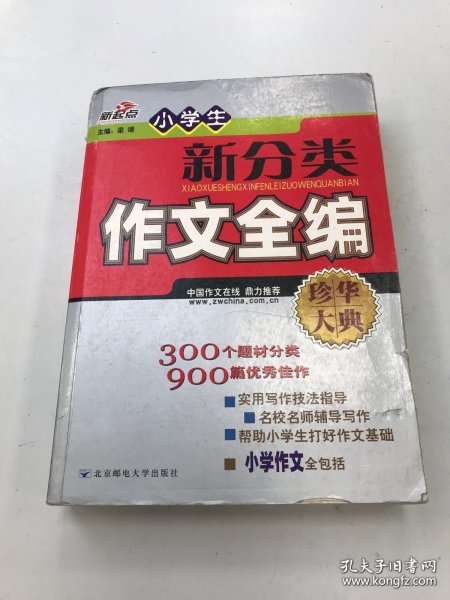 新起点
小学生
主编：梁颂
新分类
XIAOXUESHENGXINFENLEIZUOWENQUANBIAN
作文全编
中国作文在线 鼎力推荐
www.zwchina.com.cn
珍华
大典
300个题材分类
900篇优秀佳作
实用写作技法指导
名校名师辅导写作
帮助小学生打好作文基础
小学作文全包括
北京邮电大学出版社
孔夫子旧书网
www.kongfz.com